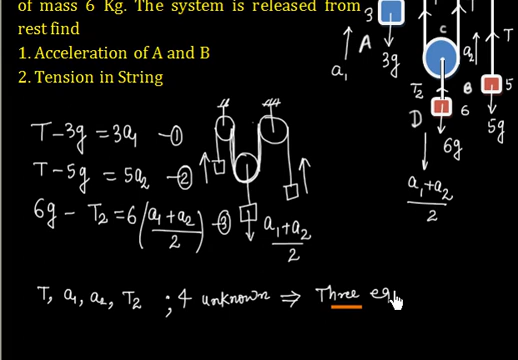 of mass 6 Kg. The system is released from
rest find
1. Acceleration of A and B
2. Tension in String
3
A
a₁
3g
C
a₂
T
T₂
B
5
D
6
6g
5g
a₁+a₂/2
T-3g = 3a₁ -①
T-5g = 5a₂ -②
6g - T₂ = 6(a₁+a₂/2) -③
a₁+a₂/2
T, a₁, a₂, T₂ ; 4 unknown ⇒ Three eq